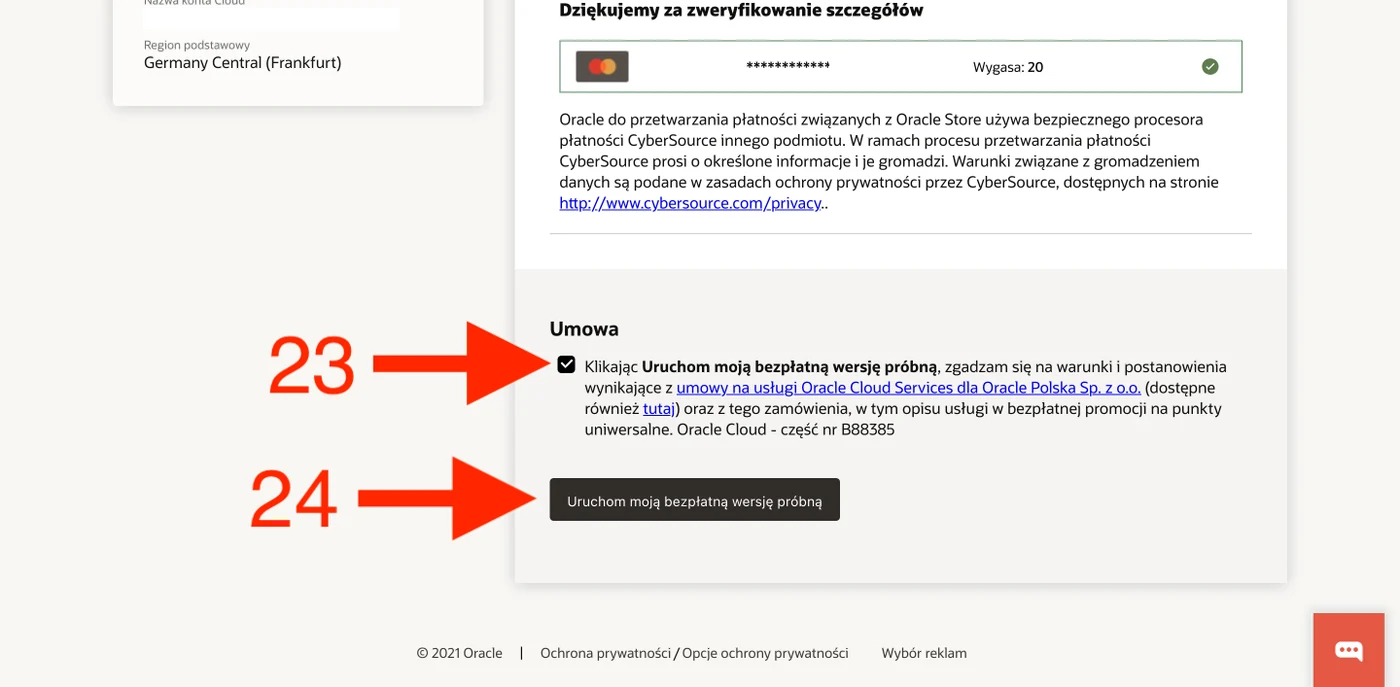 Nazwa konta Cloud
Region podstawowy
Germany Central (Frankfurt)
Dziękujemy za zweryfikowanie szczegółów
************ Wygasa: 20
Oracle do przetwarzania płatności związanych z Oracle Store używa bezpiecznego procesora
płatności CyberSource innego podmiotu. W ramach procesu przetwarzania płatności
CyberSource prosi o określone informacje i je gromadzi. Warunki związane z gromadzeniem
danych są podane w zasadach ochrony prywatności przez CyberSource, dostępnych na stronie
http://www.cybersource.com/privacy..
Umowa
23
Klikając Uruchom moją bezpłatną wersję próbną, zgadzam się na warunki i postanowienia
wynikające z umowy na usługi Oracle Cloud Services dla Oracle Polska Sp. z o.o. (dostępne
również tutaj) oraz z tego zamówienia, w tym opisu usługi w bezpłatnej promocji na punkty
uniwersalne. Oracle Cloud - część nr B88385
24
Uruchom moją bezpłatną wersję próbną
© 2021 Oracle | Ochrona prywatności / Opcje ochrony prywatności Wybór reklam